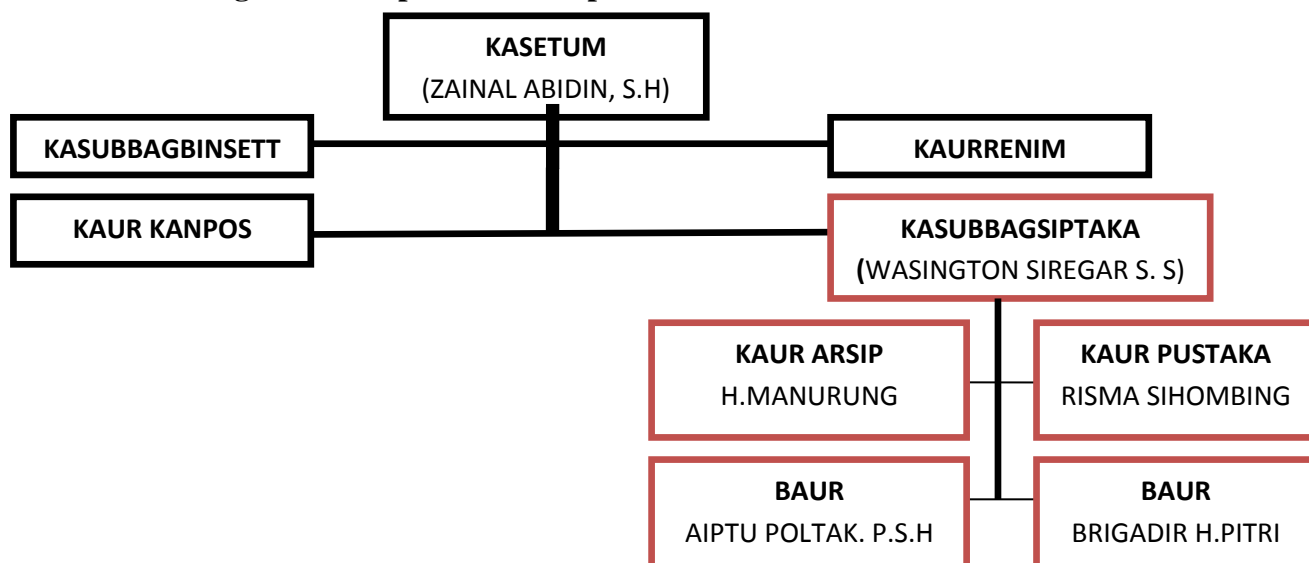 KASETUM
(ZAINAL ABIDIN, S.H)
KASUBBAGBINSETT
KAURRENIM
KAUR KANPOS
KASUBBAGSIPTAKA
(WASINGTON SIREGAR S. S)
KAUR ARSIP
H.MANURUNG
KAUR PUSTAKA
RISMA SIHOMBING
BAUR
AIPTU POLTAK. P.S.H
BAUR
BRIGADIR H.PITRI